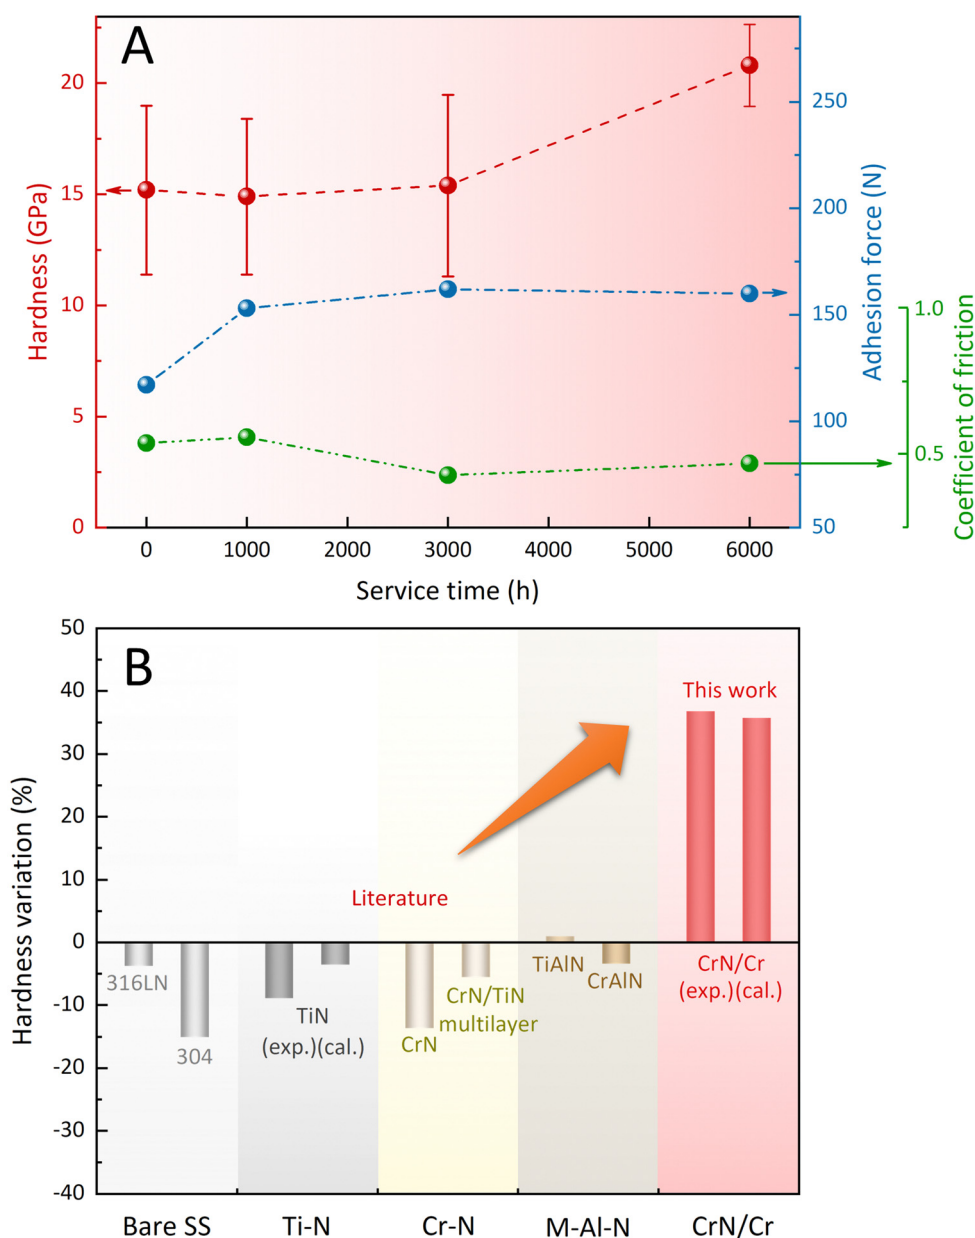 A
20
15
10
5
0
Hardness (GPa)
250
200
150
100
50
Adhesion force (N)
1.0
0.5
Coefficient of friction
0 1000 2000 3000 4000 5000 6000
Service time (h)
B
50
40
30
20
10
0
-10
-20
-30
-40
Hardness variation (%)
This work
Literature
316LN
304
TiN
(exp.)(cal.)
CrN
CrN/TiN
multilayer
TiAlN
CrAlN
CrN/Cr
(exp.)(cal.)
Bare SS Ti-N Cr-N M-Al-N CrN/Cr